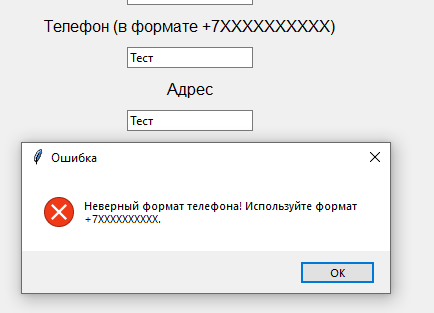 Телефон (в формате +7XXXXXXXXXX)
Тест
Адрес
Тест
Ошибка
Неверный формат телефона! Используйте формат
+7XXXXXXXXXX.
OK